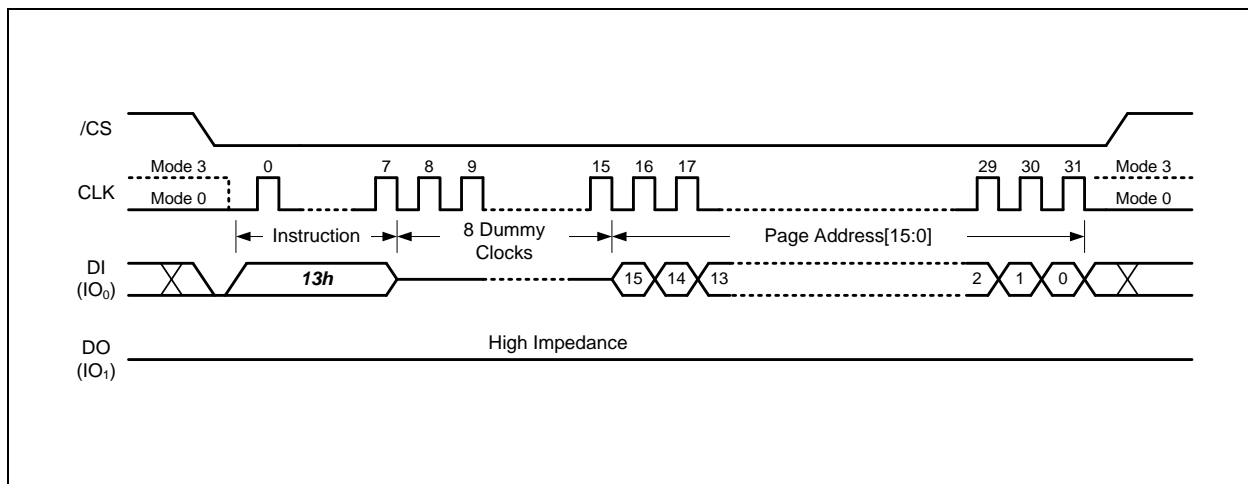 /CS
Mode 3 0 7 8 9 15 16 17 29 30 31 Mode 3
CLK
Mode 0 Mode 0
Instruction 8 Dummy Clocks Page Address[15:0]
DI (IO₀) 13h 15 14 13 2 1 0
High Impedance
DO
(IO₁)